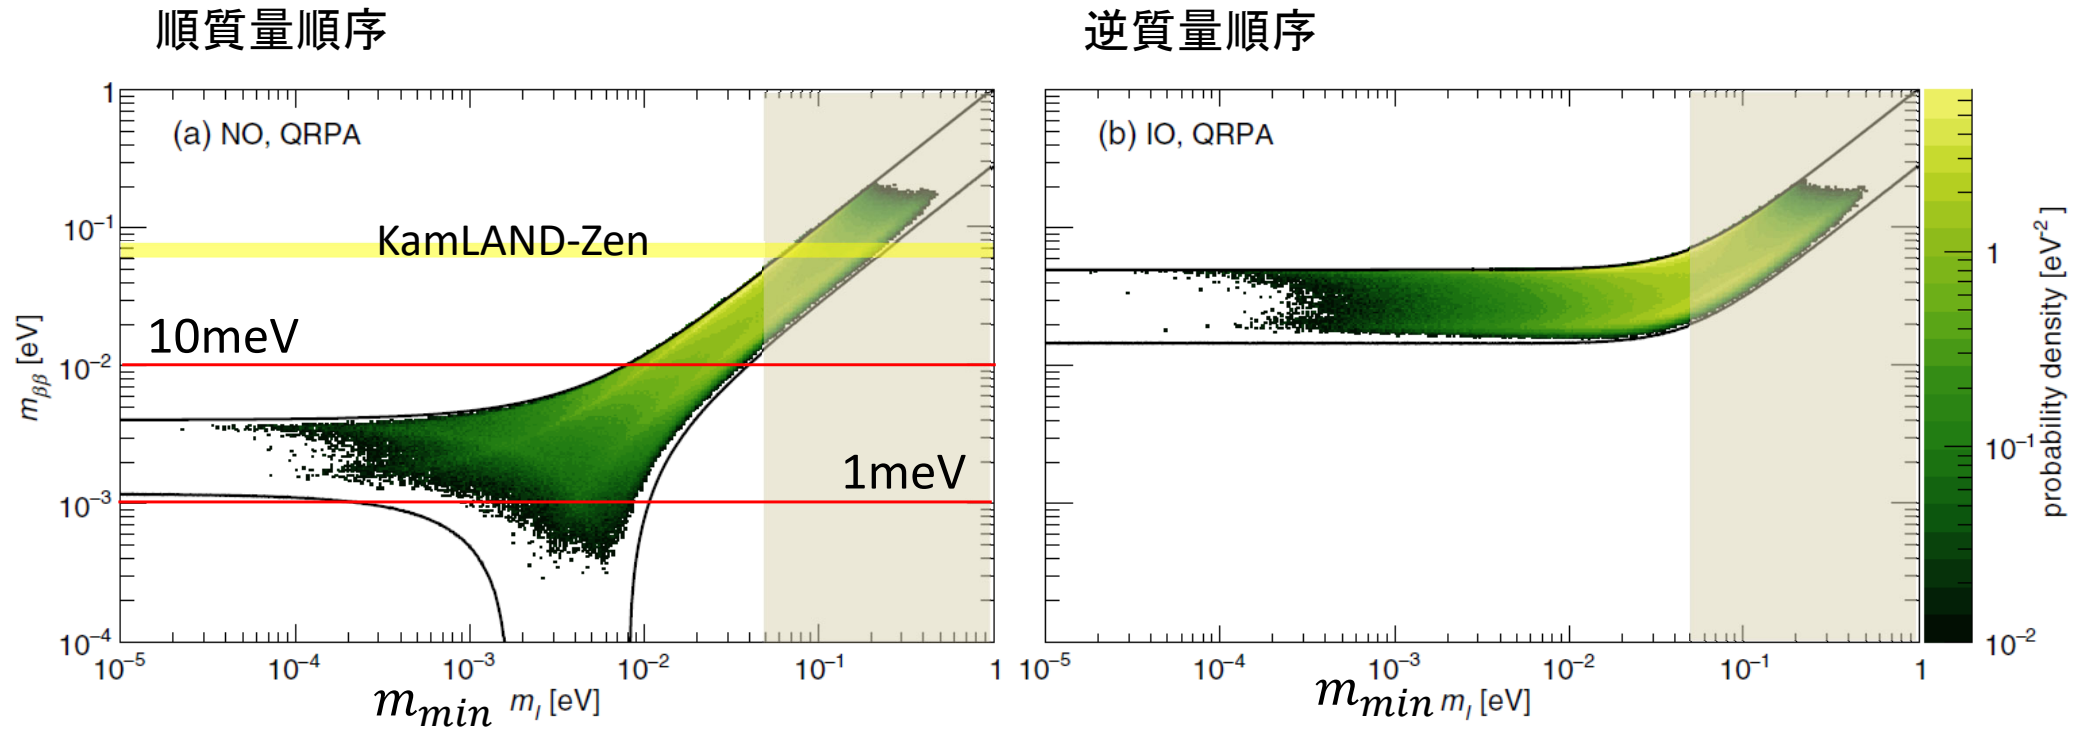 順質量順序
逆質量順序
(a) NO, QRPA
KamLAND-Zen
10meV
1meV
1
10⁻¹
10⁻²
10⁻³
10⁻⁴
m_ββ [eV]
10⁻⁵ 10⁻⁴ 10⁻³ 10⁻² 10⁻¹ 1
m_min m_l [eV]
(b) IO, QRPA
10⁻⁵ 10⁻⁴ 10⁻³ 10⁻² 10⁻¹ 1
m_min m_l [eV]
1
10⁻¹
10⁻²
probability density [eV⁻²]